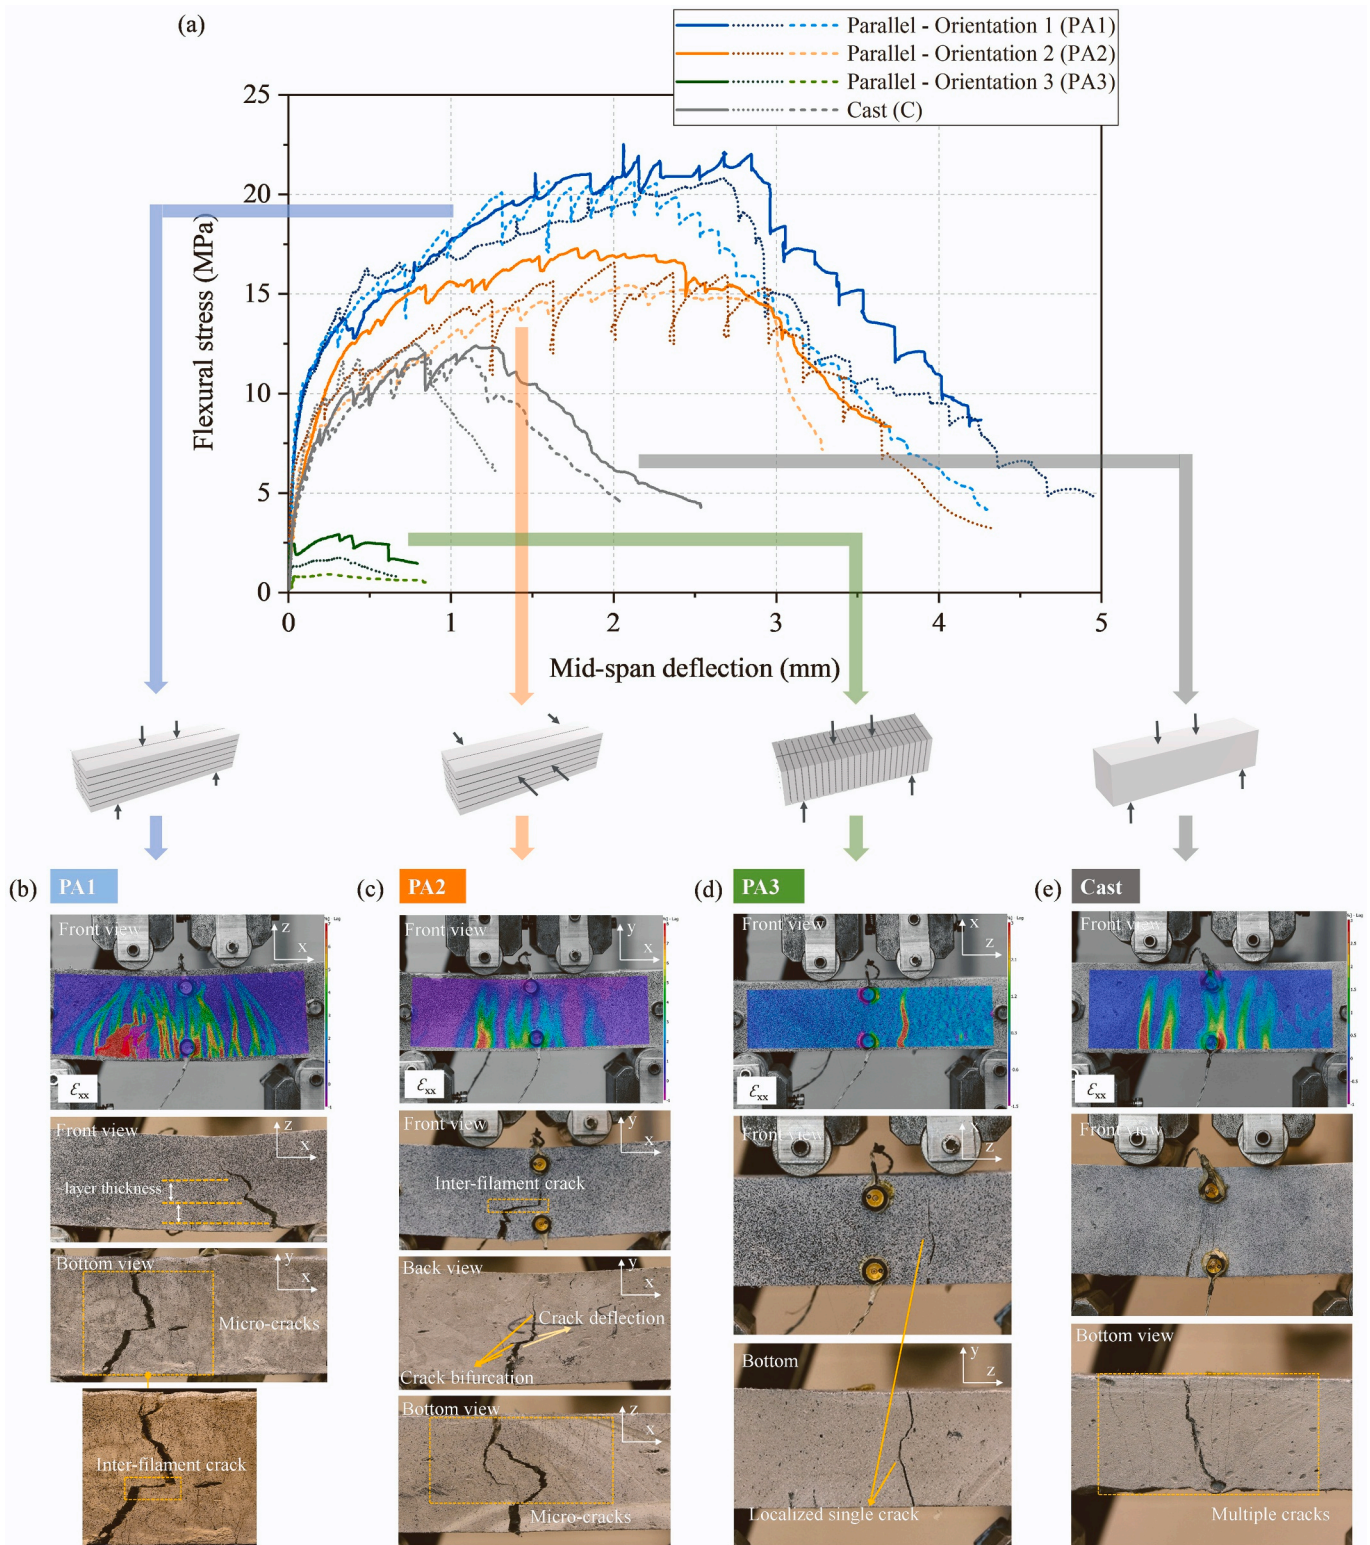 (a)
Parallel - Orientation 1 (PA1)
Parallel - Orientation 2 (PA2)
Parallel - Orientation 3 (PA3)
Cast (C)
25
20
15
10
5
0
Flexural stress (MPa)
0 1 2 3 4 5
Mid-span deflection (mm)
(b) PA1
(c) PA2
(d) PA3
(e) Cast
Front view
z
x
Ɛxx
Front view
z
x
layer thickness
Bottom view
y
x
Micro-cracks
Inter-filament crack
Front view
y
x
Ɛxx
Front view
y
x
Inter-filament crack
Back view
y
x
Crack deflection
Crack bifurcation
Bottom view
z
x
Micro-cracks
Front view
x
z
Ɛxx
Front view
x
z
Bottom
y
z
Localized single crack
Front view
Ɛxx
Front view
Bottom view
Multiple cracks